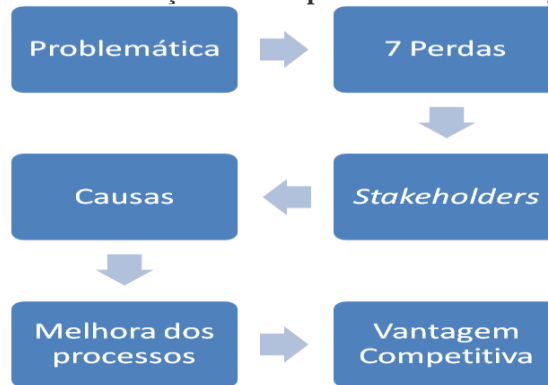 Problemática
7 Perdas
Stakeholders
Causas
Melhora dos
processos
Vantagem
Competitiva